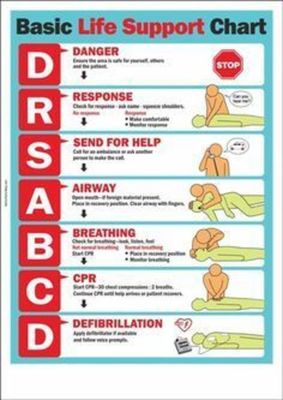 Basic Life Support Chart
D
DANGER
Ensure the area is safe for yourself, others
and the patient.
STOP
R
RESPONSE
Check for response - ask name - squeeze shoulders.
No response
Response
• Make comfortable
• Monitor response
Can you
hear me?
S
SEND FOR HELP
Call for an ambulance or ask another
person to make the call.
A
AIRWAY
Open mouth—if foreign material present.
Place in recovery position. Clear airway with fingers.
B
BREATHING
Check for breathing—look, listen, feel
Not normal breathing
Normal breathing
Start CPR
• Place in recovery position
• Monitor breathing
C
CPR
Start CPR—30 chest compressions : 2 breaths.
Continue CPR until help arrives or patient recovers.
D
DEFIBRILLATION
Apply defibrillator if available
and follow voice prompts.